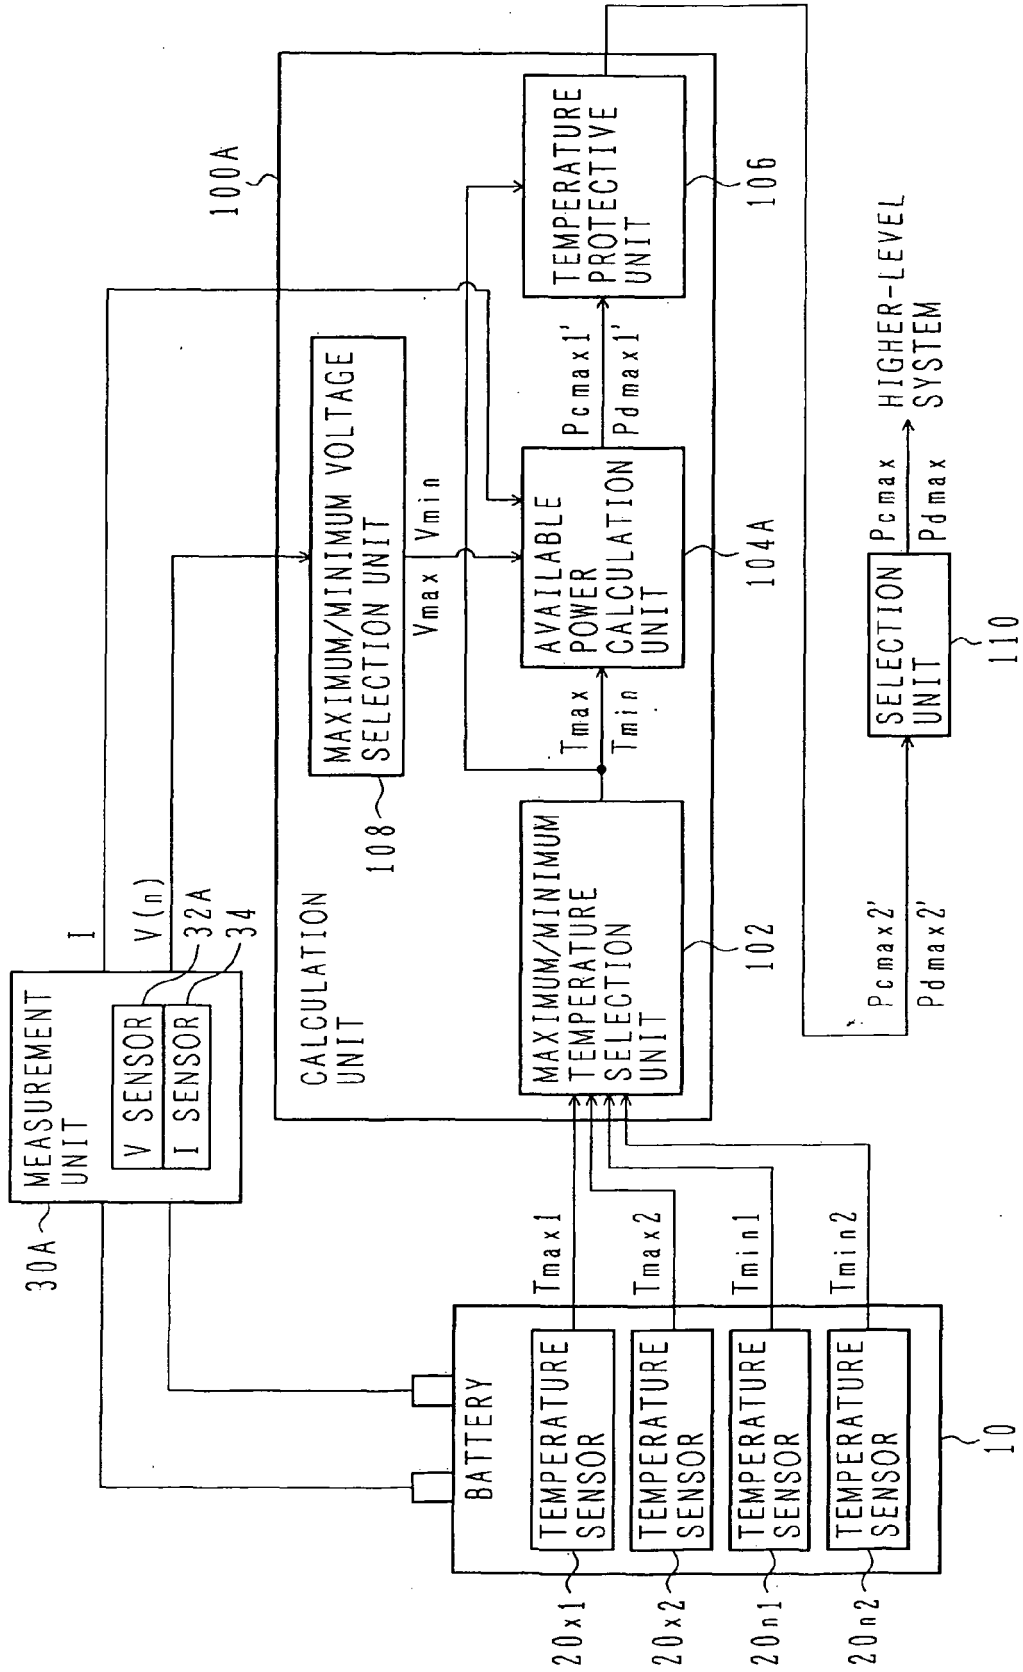 30A
MEASUREMENT
UNIT
V SENSOR
I SENSOR
I
V(n)
32A
34
100A
CALCULATION
UNIT
108
MAXIMUM/MINIMUM VOLTAGE
SELECTION UNIT
Vmax
Vmin
MAXIMUM/MINIMUM
TEMPERATURE
SELECTION
UNIT
102
Tmax
Tmin
AVAILABLE
POWER
CALCULATION
UNIT
104A
Pcmax1'
Pdmax1'
TEMPERATURE
PROTECTIVE
UNIT
106
BATTERY
10
TEMPERATURE
SENSOR
20x1
Tmax1
TEMPERATURE
SENSOR
20x2
Tmax2
TEMPERATURE
SENSOR
20n1
Tmin1
TEMPERATURE
SENSOR
20n2
Tmin2
Pcmax2'
Pdmax2'
SELECTION
UNIT
110
Pcmax
Pdmax
HIGHER-LEVEL
SYSTEM